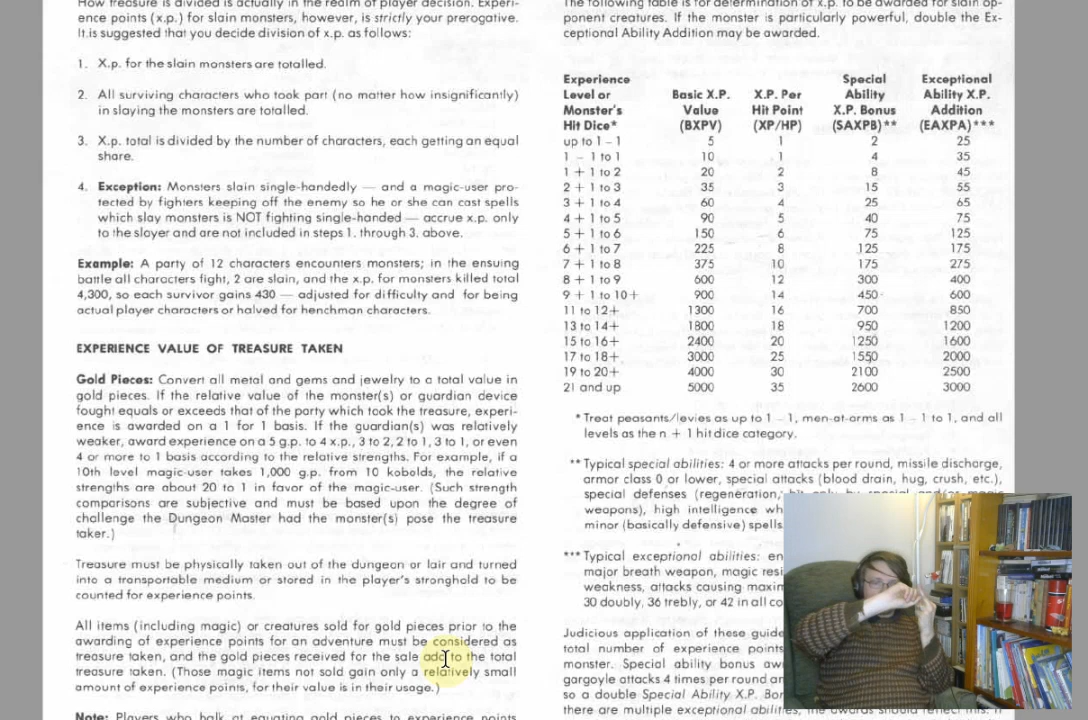 How treasure is divided is actually in the realm of player decision. Experi-
ence points (x.p.) for slain monsters, however, is strictly your prerogative.
It is suggested that you decide division of x.p. as follows:
1. X.p. for the slain monsters are totalled.
2. All surviving characters who took part (no matter how insignificantly)
in slaying the monsters are totalled.
3. X.p. total is divided by the number of characters, each getting an equal
share.
4. Exception: Monsters slain single-handedly — and a magic-user pro-
tected by fighters keeping off the enemy so he or she can cast spells
which slay monsters is NOT fighting single-handed — accrue x.p. only
to the slayer and are not included in steps 1. through 3. above.
Example: A party of 12 characters encounters monsters; in the ensuing
battle all characters fight, 2 are slain, and the x.p. for monsters killed total
4,300, so each survivor gains 430 — adjusted for difficulty and for being
actual player characters or halved for henchman characters.
EXPERIENCE VALUE OF TREASURE TAKEN
Gold Pieces: Convert all metal and gems and jewelry to a total value in
gold pieces. If the relative value of the monster(s) or guardian device
fought equals or exceeds that of the party which took the treasure, experi-
ence is awarded on a 1 for 1 basis. If the guardian(s) was relatively
weaker, award experience on a 5 g.p. to 4 x.p., 3 to 2, 2 to 1, 3 to 1, or even
4 or more to 1 basis according to the relative strengths. For example, if a
10th level magic-user takes 1,000 g.p. from 10 kobolds, the relative
strengths are about 20 to 1 in favor of the magic-user. (Such strength
comparisons are subjective and must be based upon the degree of
challenge the Dungeon Master had the monster(s) pose the treasure
taker.)
Treasure must be physically taken out of the dungeon or lair and turned
into a transportable medium or stored in the player's stronghold to be
counted for experience points.
All items (including magic) or creatures sold for gold pieces prior to the
awarding of experience points for an adventure must be considered as
treasure taken, and the gold pieces received for the sale add to the total
treasure taken. (Those magic items not sold gain only a relatively small
amount of experience points, for their value is in their usage.)
Note: Players who balk at equating gold pieces to experience points
The following table is for determination of x.p. to be awarded for slain op-
ponent creatures. If the monster is particularly powerful, double the Ex-
ceptional Ability Addition may be awarded.
Experience Special Exceptional
Level or Basic X.P. X.P. Per Ability Ability X.P.
Monster's Value Hit Point X.P. Bonus Addition
Hit Dice* (BXPV) (XP/HP) (SAXPB)** (EAXPA)***
up to 1 – 1 5 1 2 25
1 – 1 to 1 10 1 4 35
1 + 1 to 2 20 2 8 45
2 + 1 to 3 35 3 15 55
3 + 1 to 4 60 4 25 65
4 + 1 to 5 90 5 40 75
5 + 1 to 6 150 6 75 125
6 + 1 to 7 225 8 125 175
7 + 1 to 8 375 10 175 275
8 + 1 to 9 600 12 300 400
9 + 1 to 10+ 900 14 450 600
11 to 12+ 1300 16 700 850
13 to 14+ 1800 18 950 1200
15 to 16+ 2400 20 1250 1600
17 to 18+ 3000 25 1550 2000
19 to 20+ 4000 30 2100 2500
21 and up 5000 35 2600 3000
* Treat peasants/levies as up to 1 – 1, men-at-arms as 1 – 1 to 1, and all
levels as the n + 1 hit dice category.
** Typical special abilities: 4 or more attacks per round, missile discharge,
armor class 0 or lower, special attacks (blood drain, hug, crush, etc.),
special defenses (regeneration, hit only by special and/or magic
weapons), high intelligence wh
minor (basically defensive) spells
*** Typical exceptional abilities: en
major breath weapon, magic resi
weakness, attacks causing maxim
30 doubly, 36 trebly, or 42 in all co
Judicious application of these guide
total number of experience points
monster. Special ability bonus aw
gargoyle attacks 4 times per round an
so a double Special Ability X.P. Bon
there are multiple exceptional abilities, the awards should reflect this. If